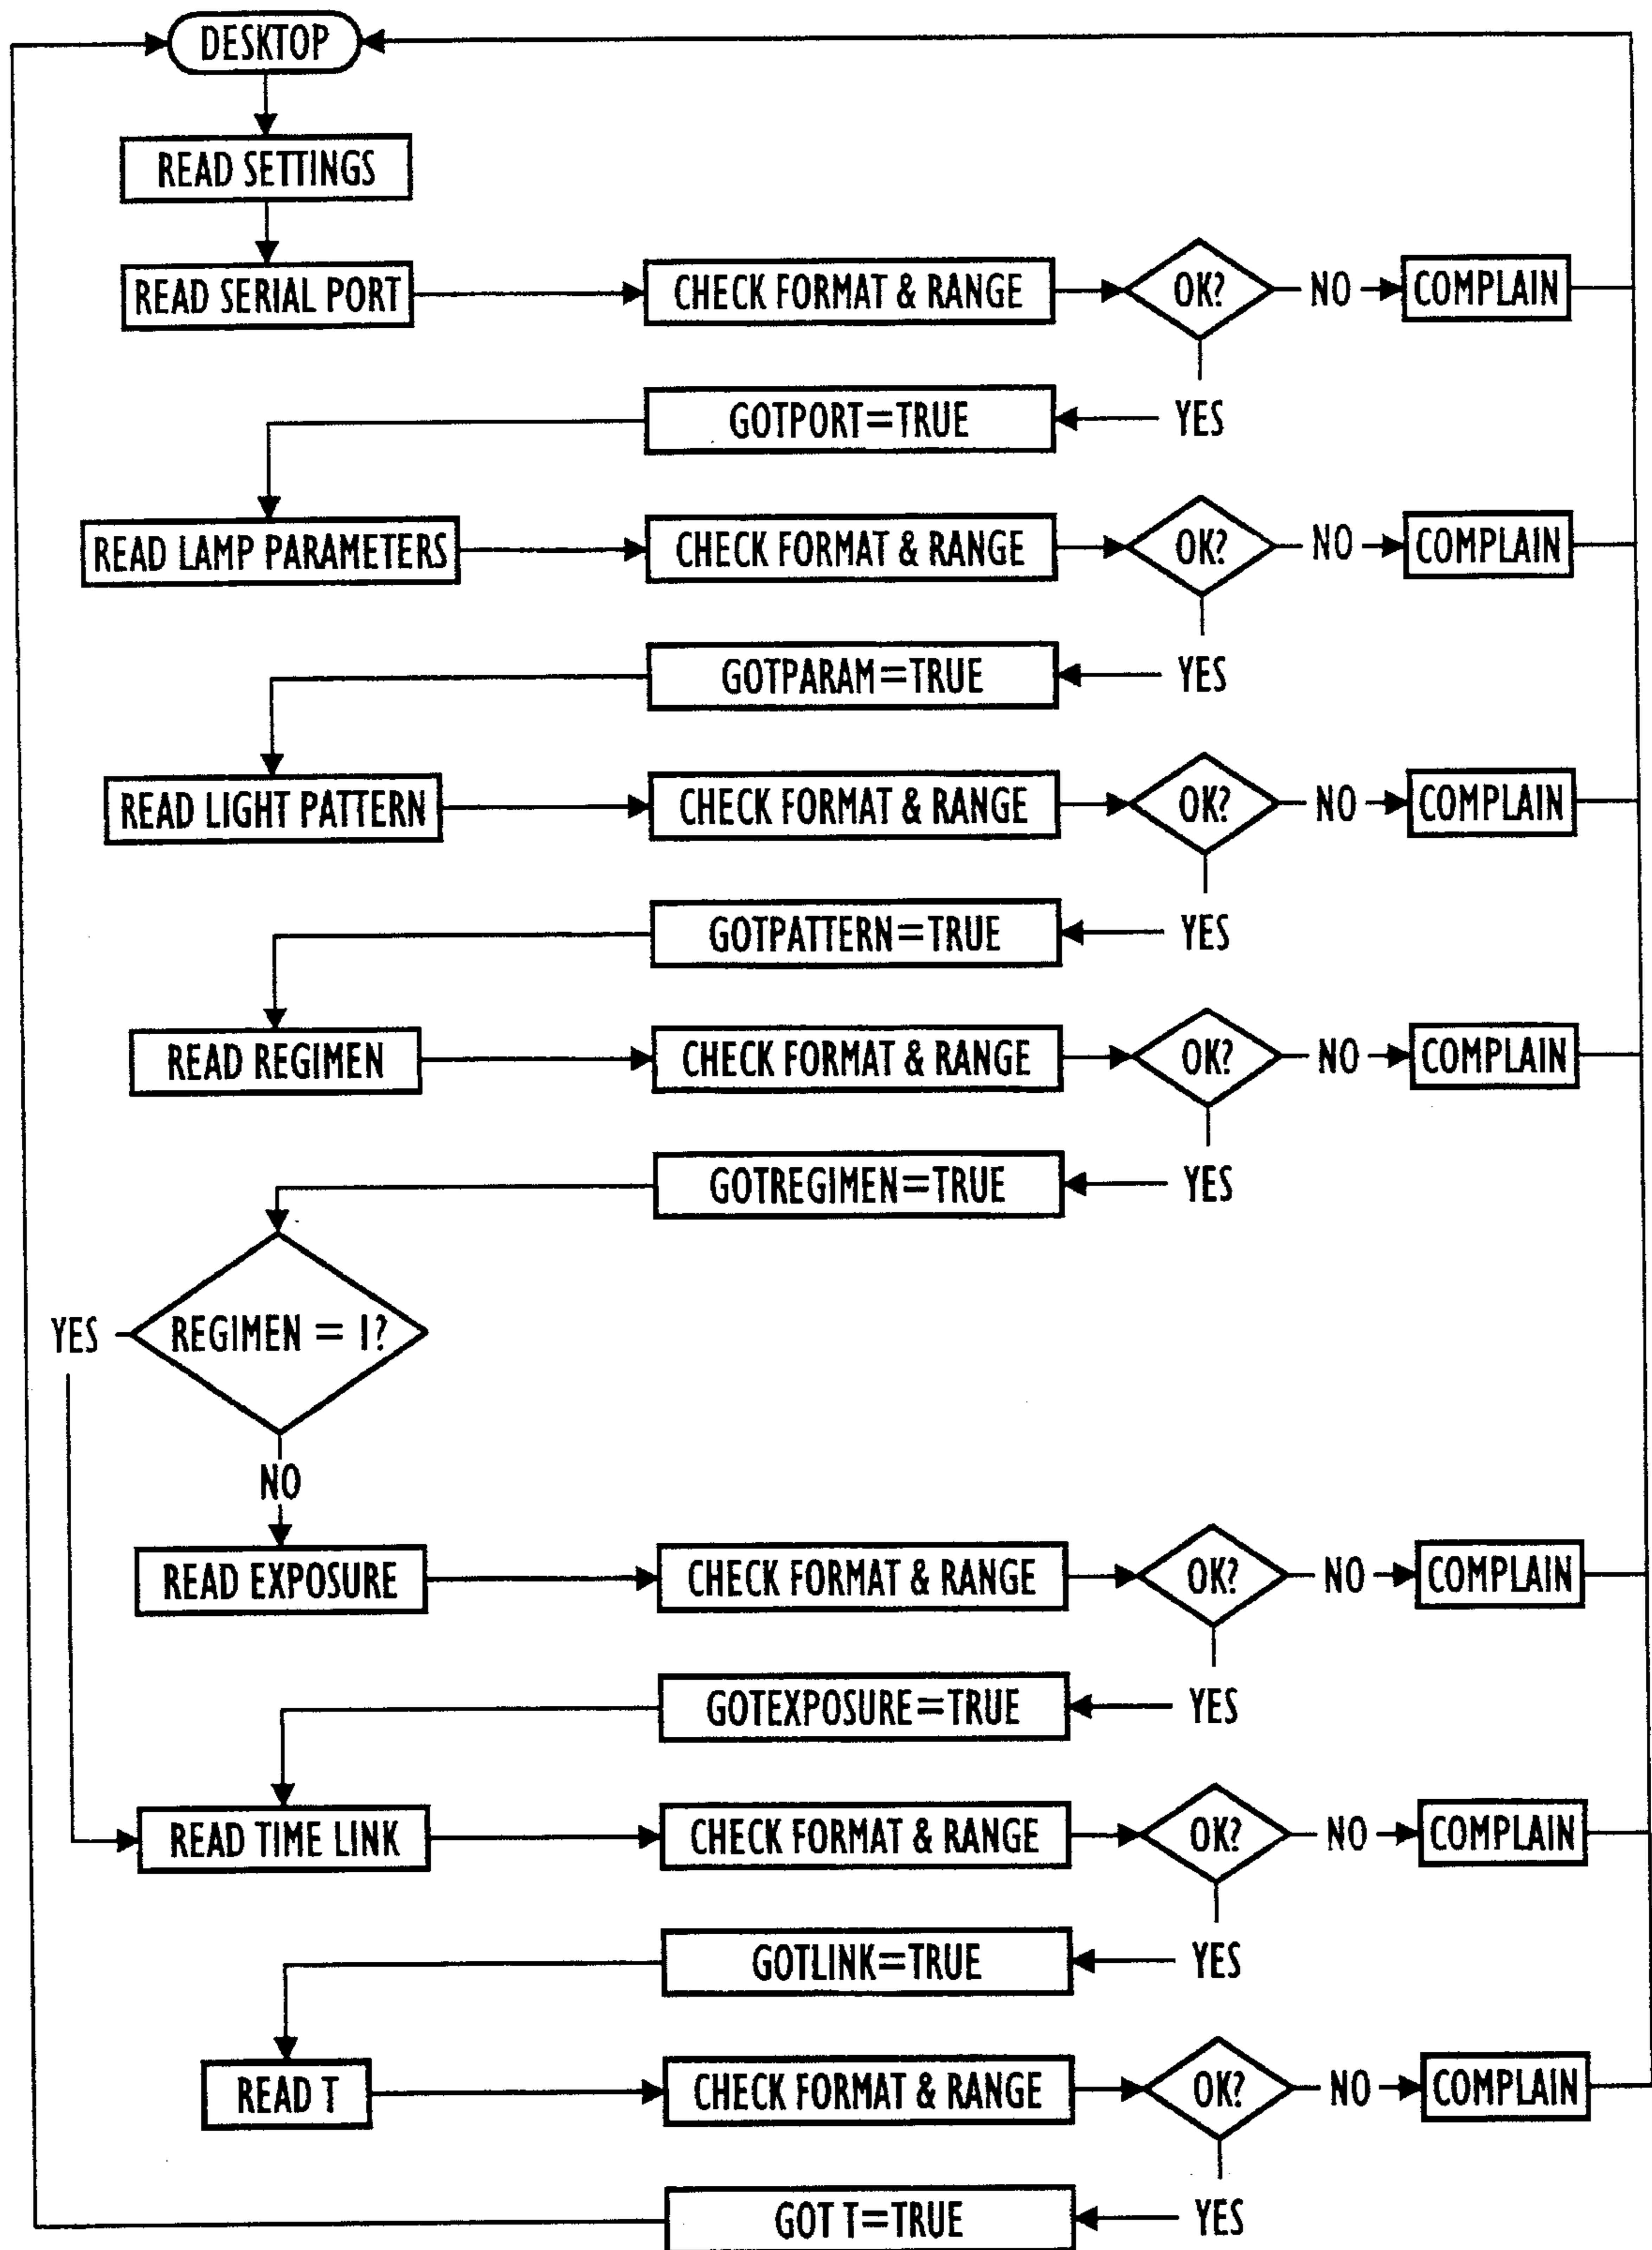 DESKTOP
READ SETTINGS
READ SERIAL PORT
CHECK FORMAT & RANGE
OK?
NO
COMPLAIN
YES
GOTPORT=TRUE
READ LAMP PARAMETERS
CHECK FORMAT & RANGE
OK?
NO
COMPLAIN
YES
GOTPARAM=TRUE
READ LIGHT PATTERN
CHECK FORMAT & RANGE
OK?
NO
COMPLAIN
YES
GOTPATTERN=TRUE
READ REGIMEN
CHECK FORMAT & RANGE
OK?
NO
COMPLAIN
YES
GOTREGIMEN=TRUE
REGIMEN = 1?
YES
NO
READ EXPOSURE
CHECK FORMAT & RANGE
OK?
NO
COMPLAIN
YES
GOTEXPOSURE=TRUE
READ TIME LINK
CHECK FORMAT & RANGE
OK?
NO
COMPLAIN
YES
GOTLINK=TRUE
READ T
CHECK FORMAT & RANGE
OK?
NO
COMPLAIN
YES
GOT T=TRUE